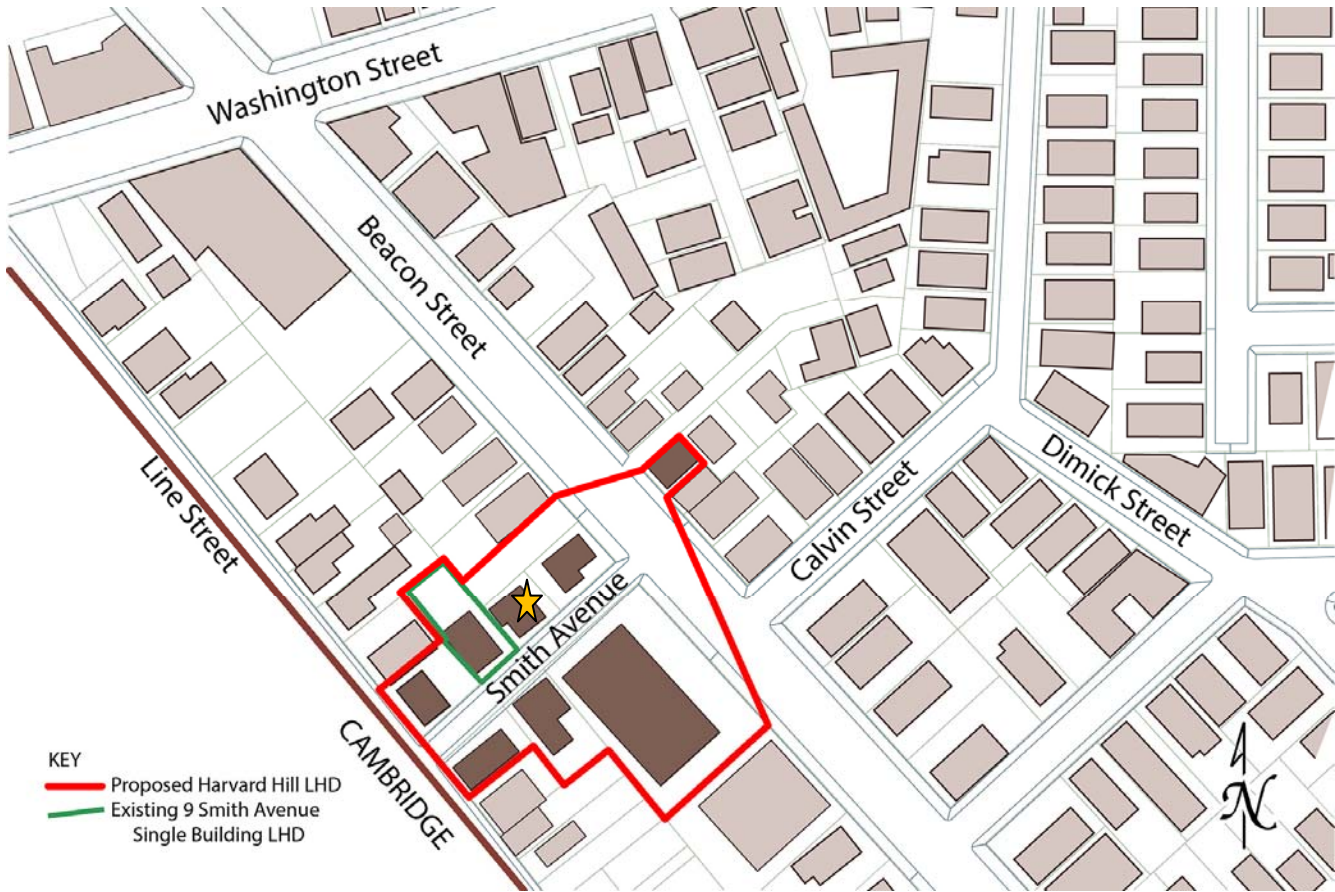 Washington Street
Beacon Street
Line Street
Calvin Street
Dimick Street
Smith Avenue
CAMBRIDGE
KEY
Proposed Harvard Hill LHD
Existing 9 Smith Avenue
Single Building LHD
N